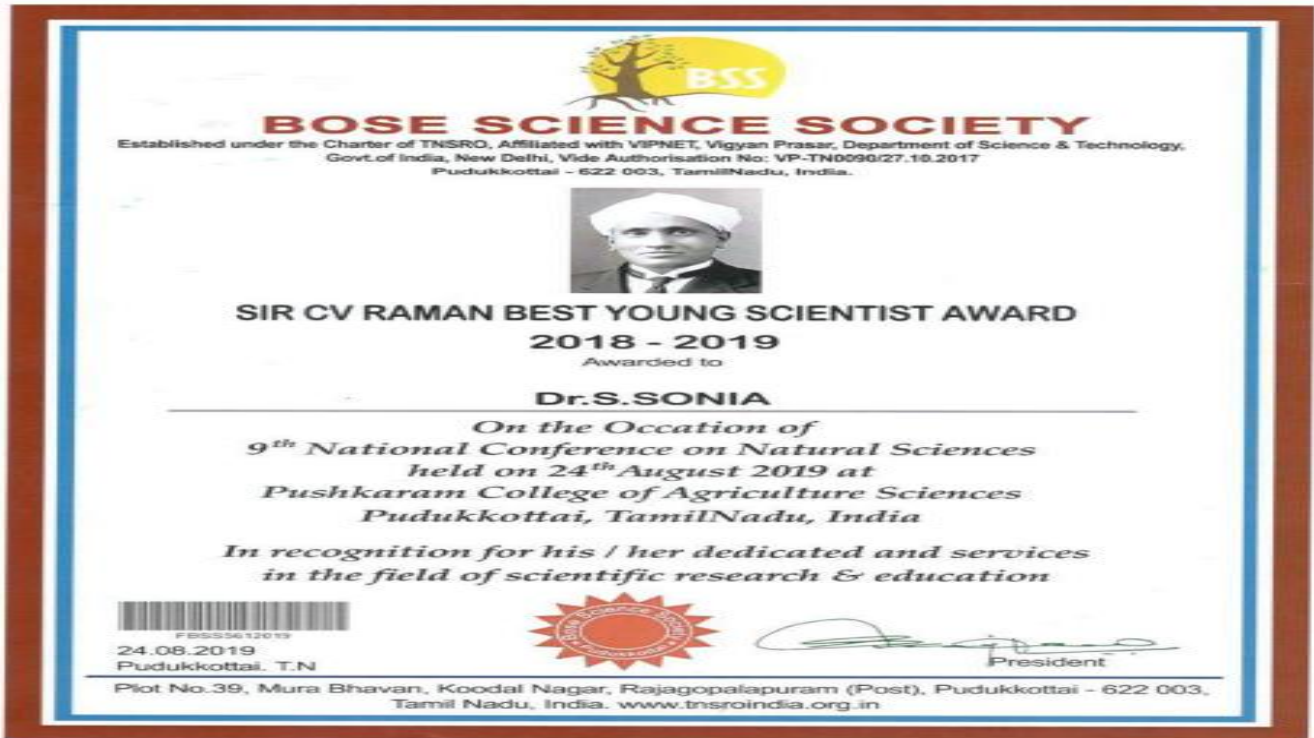 BSS
BOSE SCIENCE SOCIETY
Established under the Charter of TNSRO, Affiliated with VIPNET, Vigyan Prasar, Department of Science & Technology,
Govt.of India, New Delhi, Vide Authorisation No: VP-TN0090/27.10.2017
Pudukkottai - 622 003, TamilNadu, India.
SIR CV RAMAN BEST YOUNG SCIENTIST AWARD
2018 - 2019
Awarded to
Dr.S.SONIA
On the Occation of
9th National Conference on Natural Sciences
held on 24th August 2019 at
Pushkaram College of Agriculture Sciences
Pudukkottai, TamilNadu, India
In recognition for his / her dedicated and services
in the field of scientific research & education
FBSS5612019
24.08.2019
Pudukkottai. T.N
Bose Science Society
Pudukkottai
President
Plot No.39, Mura Bhavan, Koodal Nagar, Rajagopalapuram (Post), Pudukkottai - 622 003,
Tamil Nadu, India. www.tnsroindia.org.in